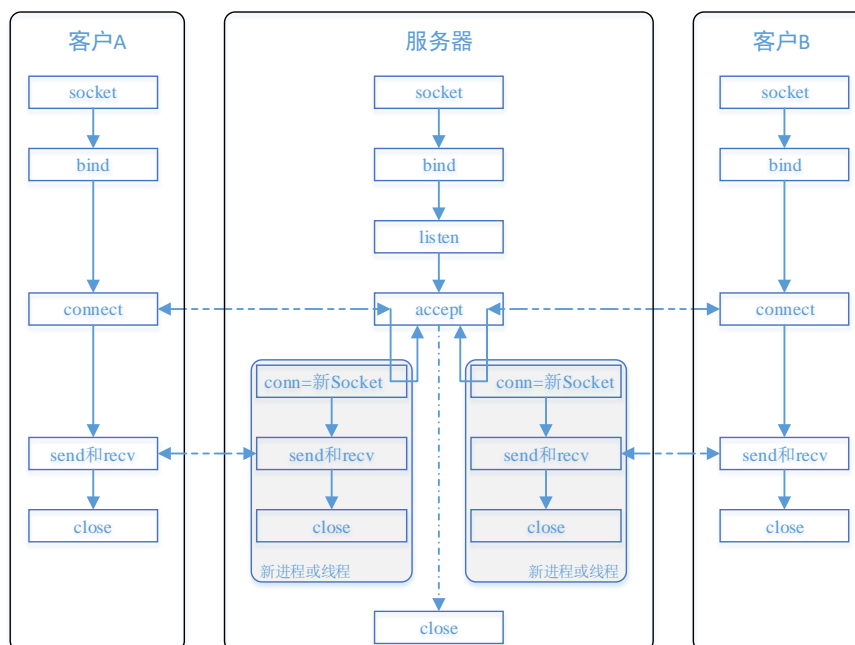 客户A
socket
bind
connect
send和recv
close
服务器
socket
bind
listen
accept
conn=新Socket
send和recv
close
新进程或线程
conn=新Socket
send和recv
close
新进程或线程
close
客户B
socket
bind
connect
send和recv
close